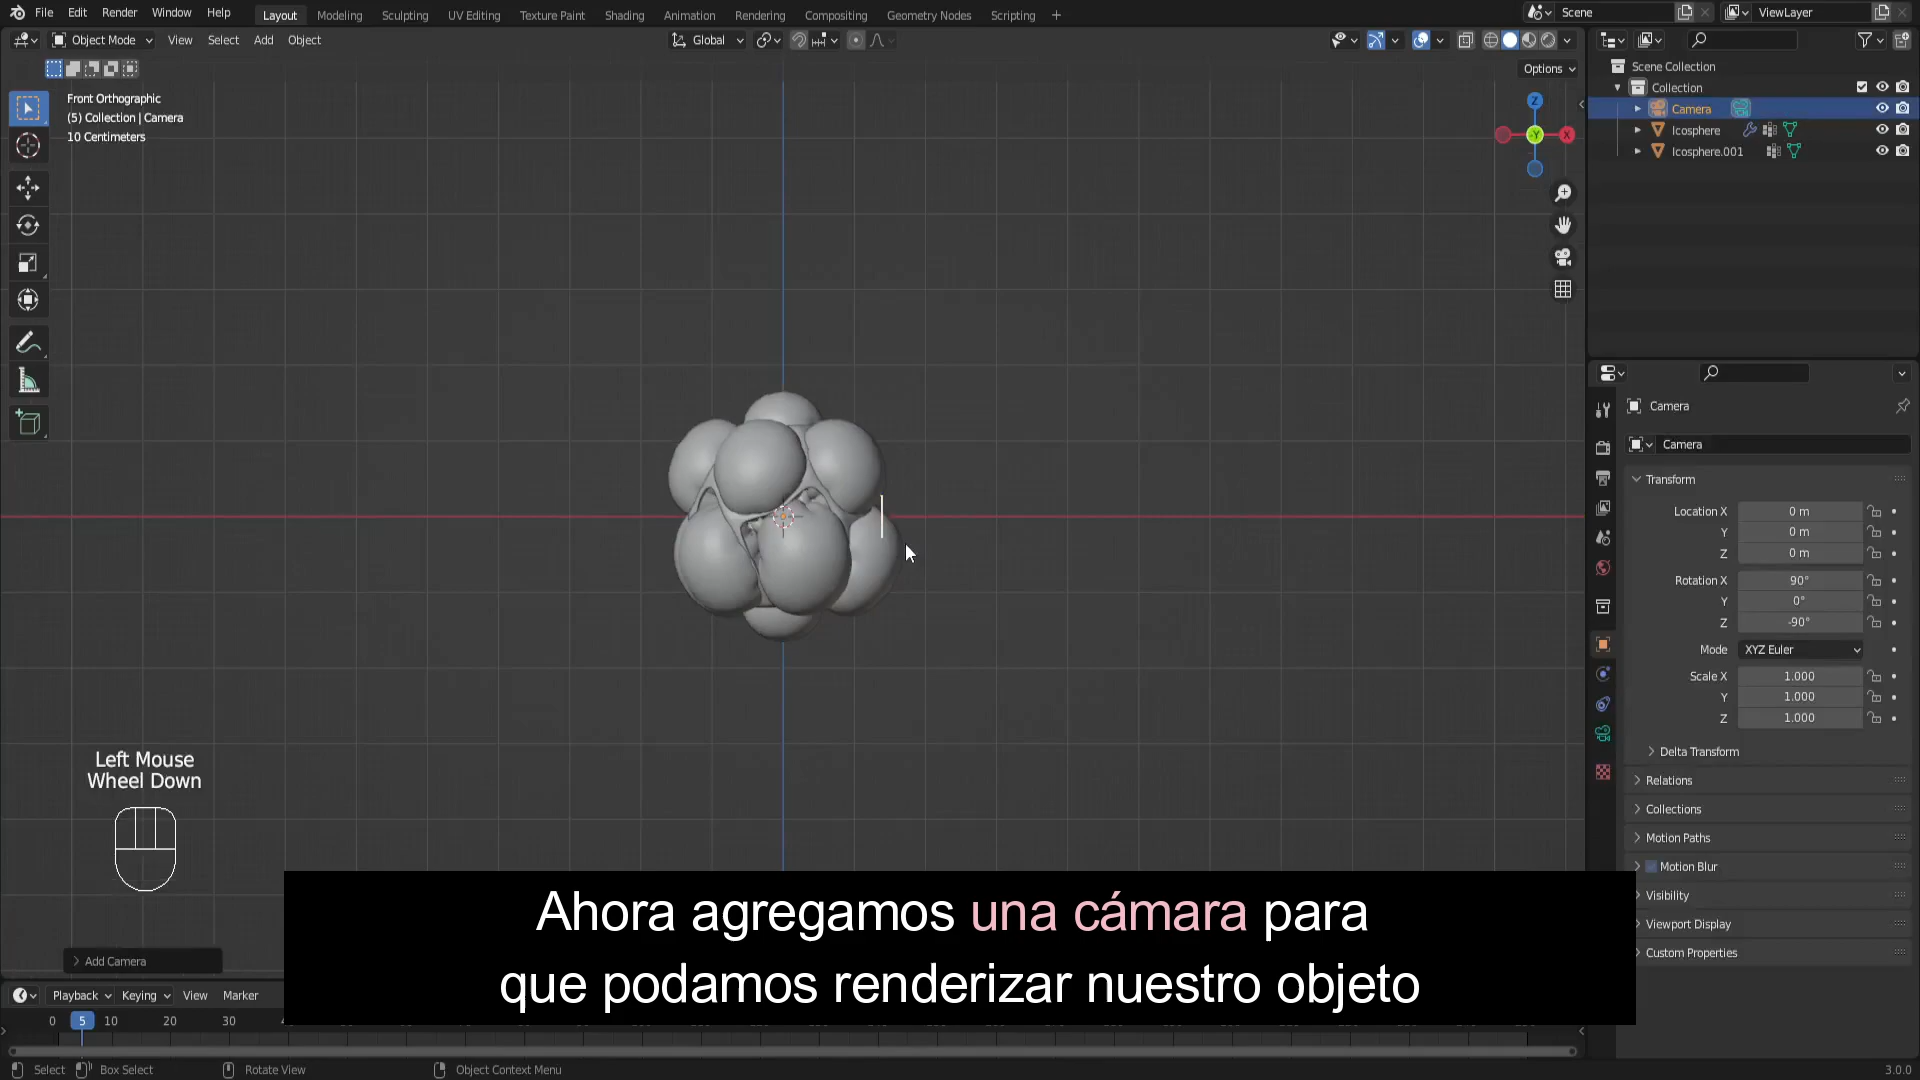 File Edit Render Window Help Layout Modeling Sculpting UV Editing Texture Paint Shading Animation Rendering Compositing Geometry Nodes Scripting + Scene ViewLayer
Object Mode View Select Add Object Global
Options
Front Orthographic
(5) Collection | Camera
10 Centimeters
Z
-Y X
Scene Collection
Collection
Camera
Icosphere
Icosphere.001
Camera
Camera
Transform
Location X 0 m
Y 0 m
Z 0 m
Rotation X 90°
Y 0°
Z -90°
Mode XYZ Euler
Scale X 1.000
Y 1.000
Z 1.000
Delta Transform
Relations
Collections
Motion Paths
Motion Blur
Visibility
Viewport Display
Custom Properties
Left Mouse
Wheel Down
Ahora agregamos una cámara para
que podamos renderizar nuestro objeto
Add Camera
Playback Keying View Marker
0 5 10 20 30
Select Box Select Rotate View Object Context Menu 3.0.0